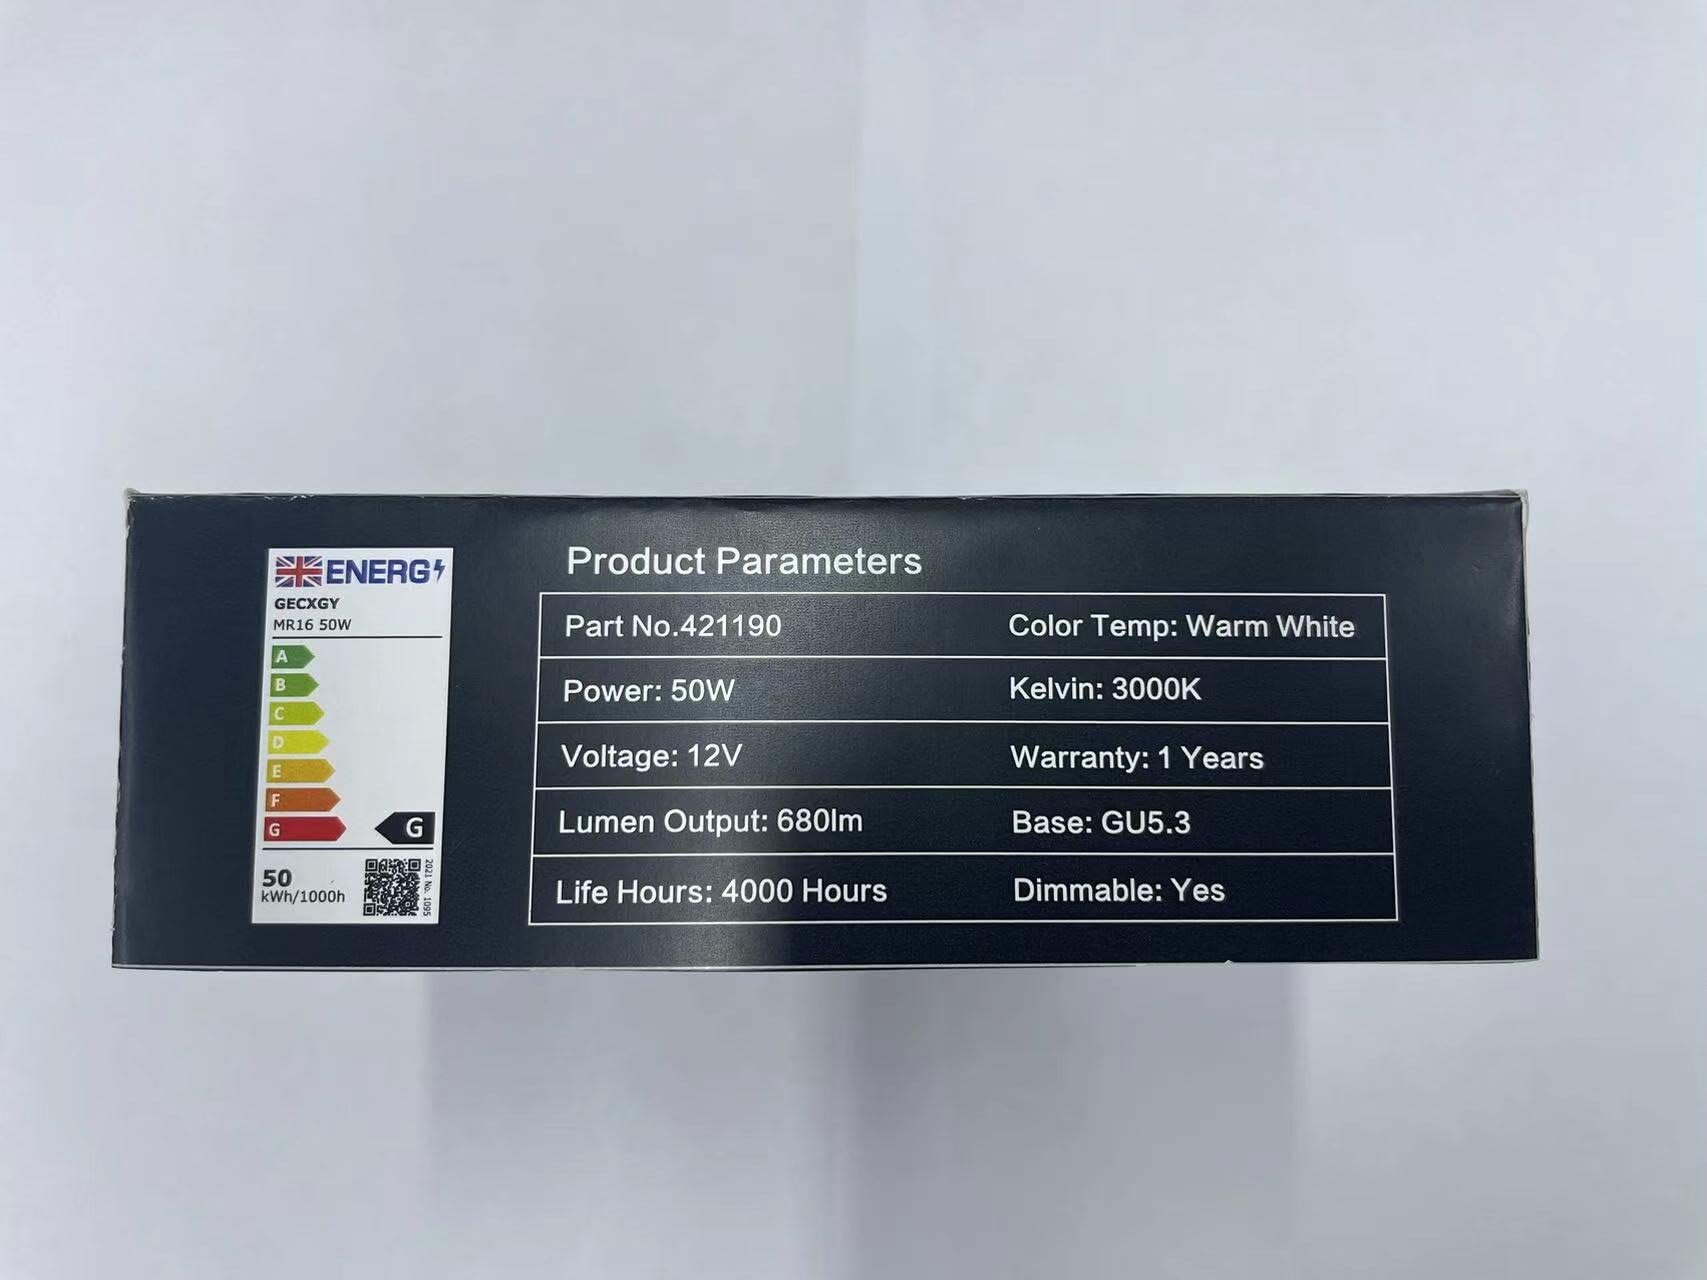 ENERG
GECXGY
MR16 50W
A
B
C
D
E
F
G
G
50
kWh/1000h
2021 No. 1095
Product Parameters
Part No.421190
Color Temp: Warm White
Power: 50W
Kelvin: 3000K
Voltage: 12V
Warranty: 1 Years
Lumen Output: 680lm
Base: GU5.3
Life Hours: 4000 Hours
Dimmable: Yes